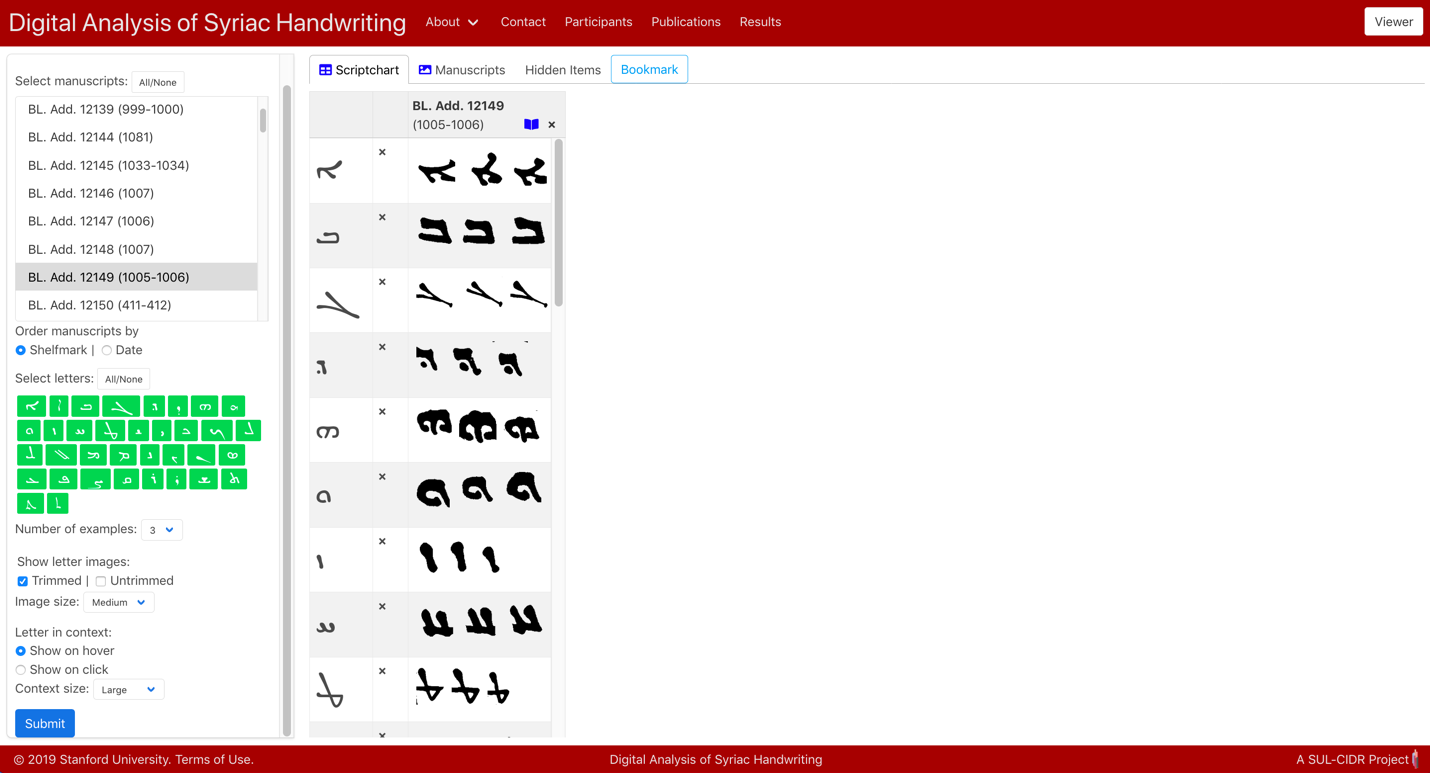 Digital Analysis of Syriac Handwriting About Contact Participants Publications Results Viewer
Select manuscripts: All/None
BL. Add. 12139 (999-1000)
BL. Add. 12144 (1081)
BL. Add. 12145 (1033-1034)
BL. Add. 12146 (1007)
BL. Add. 12147 (1006)
BL. Add. 12148 (1007)
BL. Add. 12149 (1005-1006)
BL. Add. 12150 (411-412)
Order manuscripts by
Shelfmark | Date
Select letters: All/None
Number of examples: 3
Show letter images:
Trimmed | Untrimmed
Image size: Medium
Letter in context:
Show on hover
Show on click
Context size: Large
Submit
Scriptchart Manuscripts Hidden Items Bookmark
BL. Add. 12149
(1005-1006) ×
ܐ ×
ܒ ×
ܓ ×
ܕ ×
ܗ ×
ܘ ×
ܙ ×
ܚ ×
ܛ ×
© 2019 Stanford University. Terms of Use. Digital Analysis of Syriac Handwriting A SUL-CIDR Project